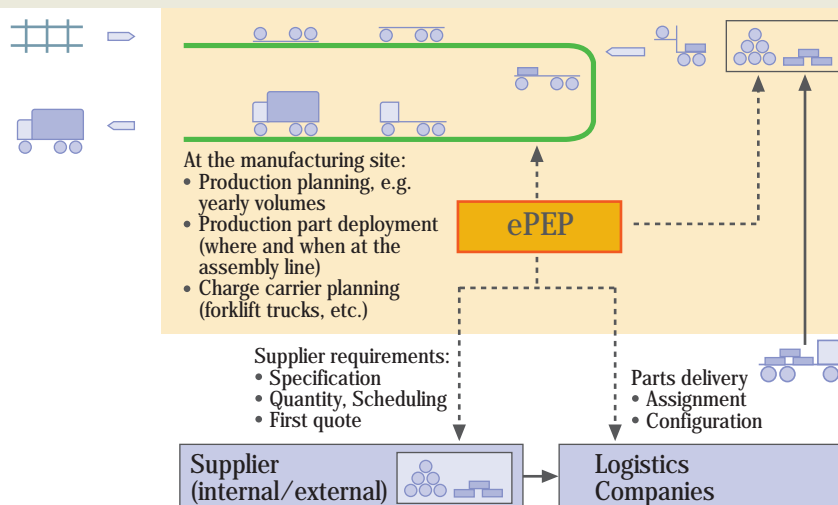 At the manufacturing site:
• Production planning, e.g.
yearly volumes
• Production part deployment
(where and when at the
assembly line)
• Charge carrier planning
(forklift trucks, etc.)
ePEP
Supplier requirements:
• Specification
• Quantity, Scheduling
• First quote
Parts delivery
• Assignment
• Configuration
Supplier
(internal/external)
Logistics
Companies